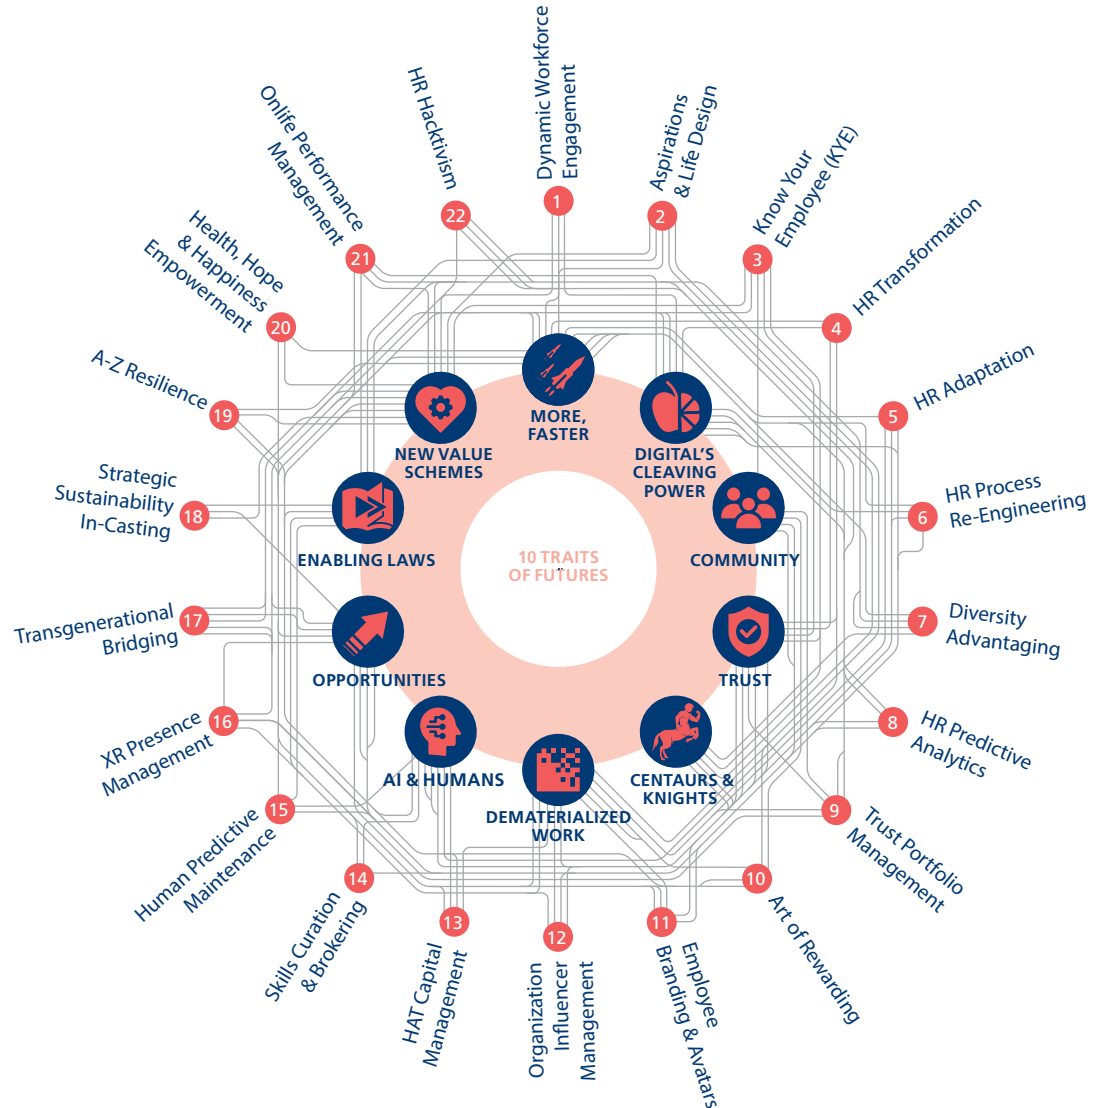 1
Dynamic Workforce
Engagement
2
Aspirations
& Life Design
3
Know Your
Employee (KYE)
4
HR Transformation
5
HR Adaptation
6
HR Process
Re-Engineering
7
Diversity
Advantaging
8
HR Predictive
Analytics
9
Trust Portfolio
Management
10
Art of Rewarding
11
Employee
Branding & Avatars
12
Organization
Influencer
Management
13
HAT Capital
Management
14
Skills Curation
& Brokering
15
Human Predictive
Maintenance
16
XR Presence
Management
17
Transgenerational
Bridging
18
Strategic
Sustainability
In-Casting
19
A-Z Resilience
20
Health, Hope
& Happiness
Empowerment
21
Onlife Performance
Management
22
HR Hacktivism
MORE,
FASTER
DIGITAL'S
CLEAVING
POWER
COMMUNITY
TRUST
CENTAURS &
KNIGHTS
DEMATERIALIZED
WORK
AI & HUMANS
OPPORTUNITIES
ENABLING LAWS
NEW VALUE
SCHEMES
10 TRAITS
OF FUTURES